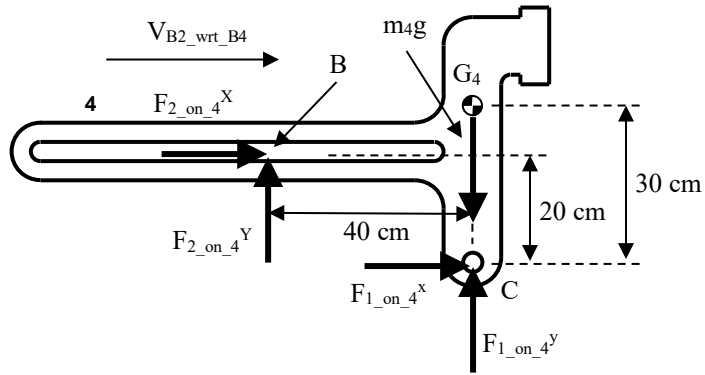 V_B2_wrt_B4
m₄g
B
G₄
4
F_2_on_4^X
30 cm
20 cm
40 cm
F_2_on_4^Y
F_1_on_4^x
C
F_1_on_4^y